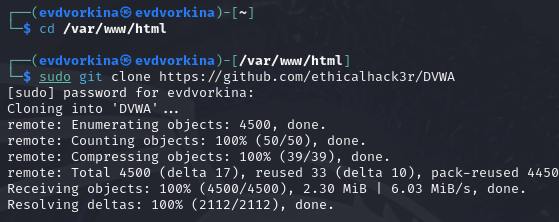 ┌──(evdvorkina㉿evdvorkina)-[~]
└─$ cd /var/www/html
┌──(evdvorkina㉿evdvorkina)-[/var/www/html]
└─$ sudo git clone https://github.com/ethicalhack3r/DVWA
[sudo] password for evdvorkina:
Cloning into 'DVWA'...
remote: Enumerating objects: 4500, done.
remote: Counting objects: 100% (50/50), done.
remote: Compressing objects: 100% (39/39), done.
remote: Total 4500 (delta 17), reused 33 (delta 10), pack-reused 4450
Receiving objects: 100% (4500/4500), 2.30 MiB | 6.03 MiB/s, done.
Resolving deltas: 100% (2112/2112), done.